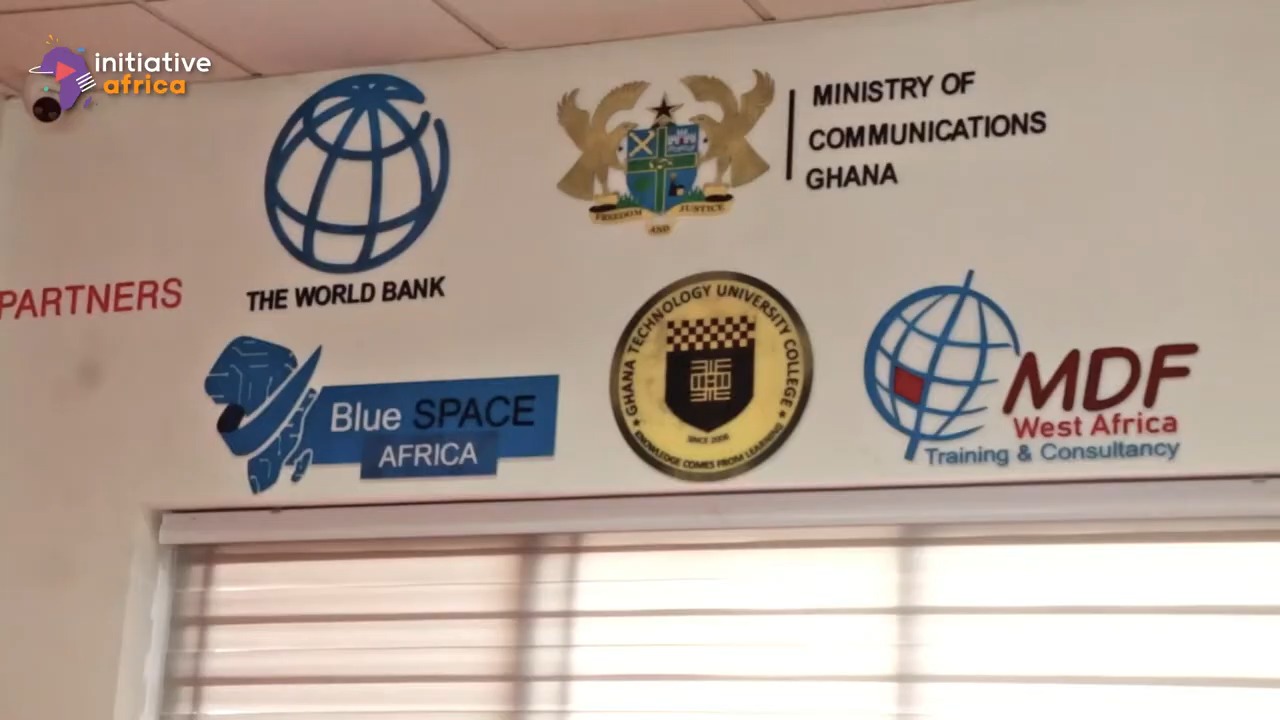 initiative
africa
PARTNERS
THE WORLD BANK
FREEDOM AND JUSTICE
MINISTRY OF
COMMUNICATIONS
GHANA
Blue SPACE
AFRICA
GHANA TECHNOLOGY UNIVERSITY COLLEGE
SINCE 2006
KNOWLEDGE COMES FROM LEARNING
MDF
West Africa
Training & Consultancy